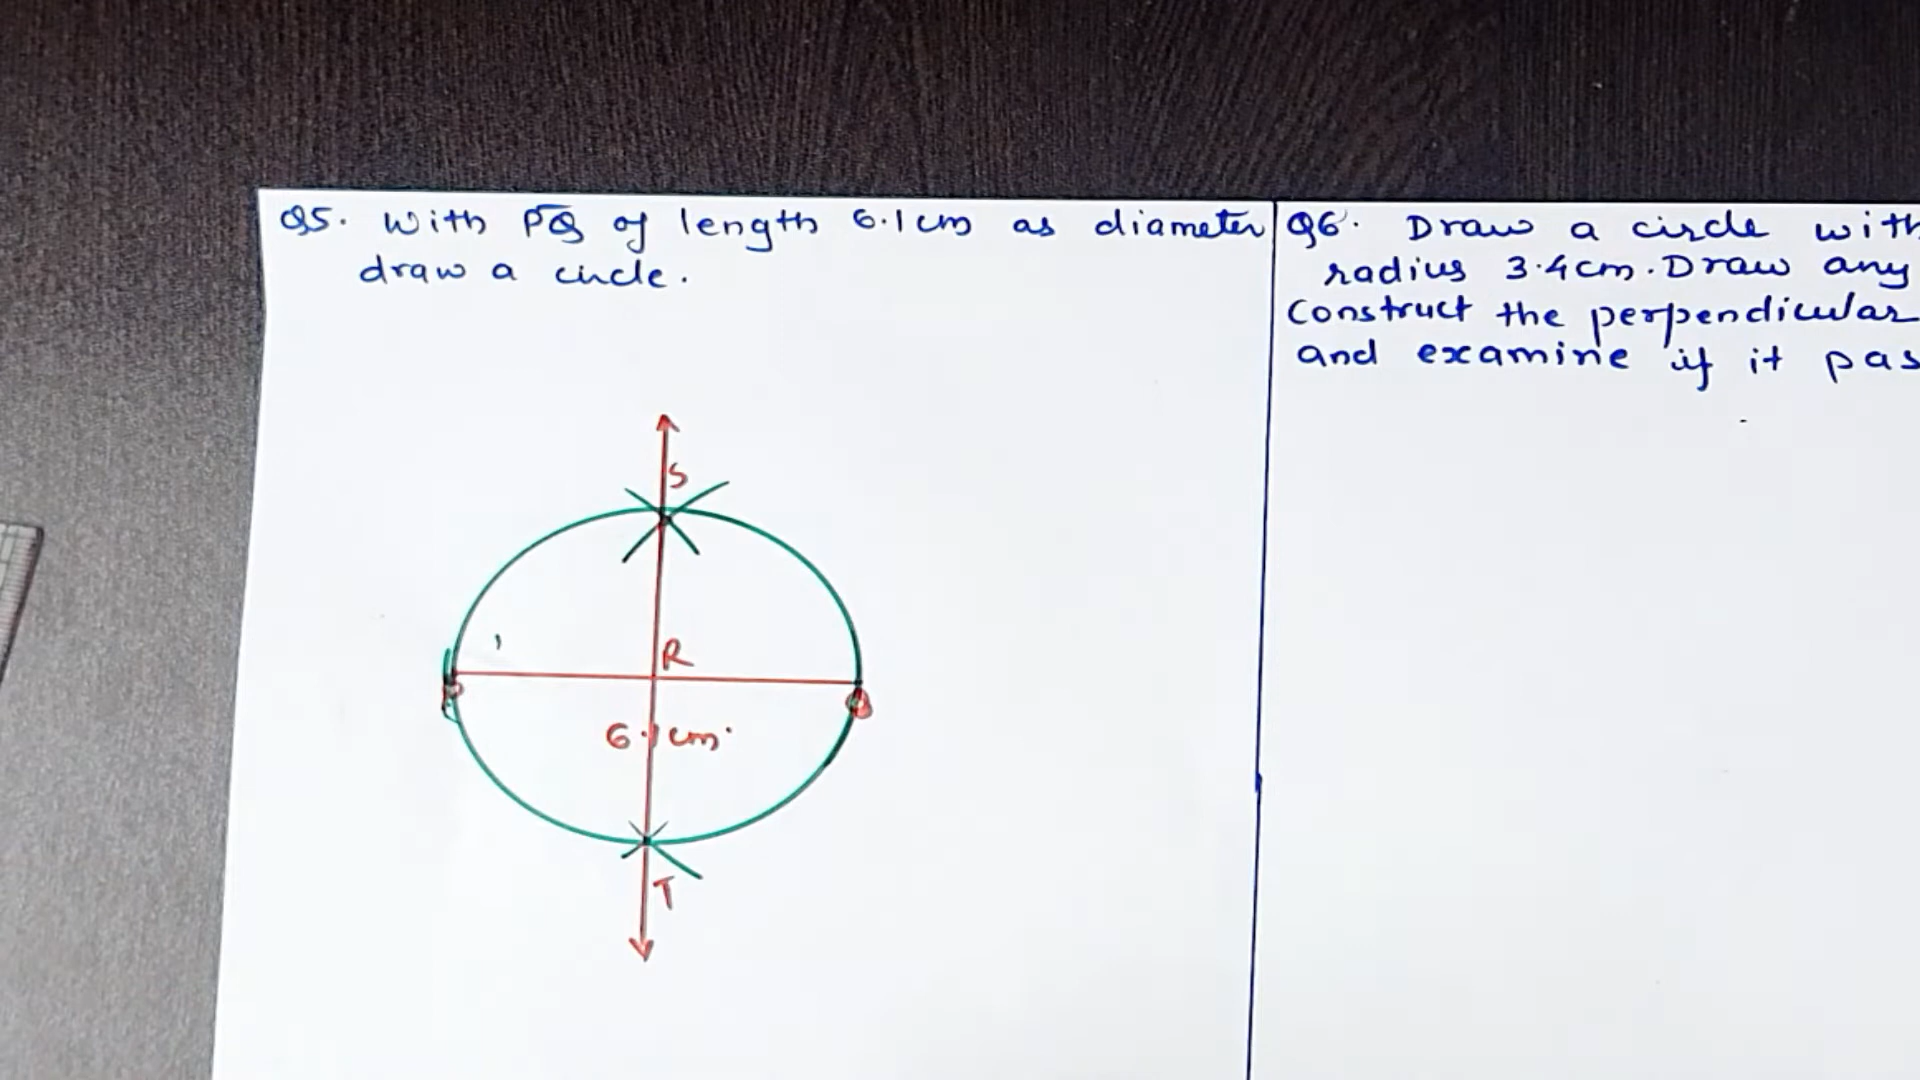 Q5. With PQ of length 6.1cm as diameter
draw a circle.
S
R
P
Q
6.1cm.
T
Q6. Draw a circle with
radius 3.4cm. Draw any
Construct the perpendicular
and examine if it pas